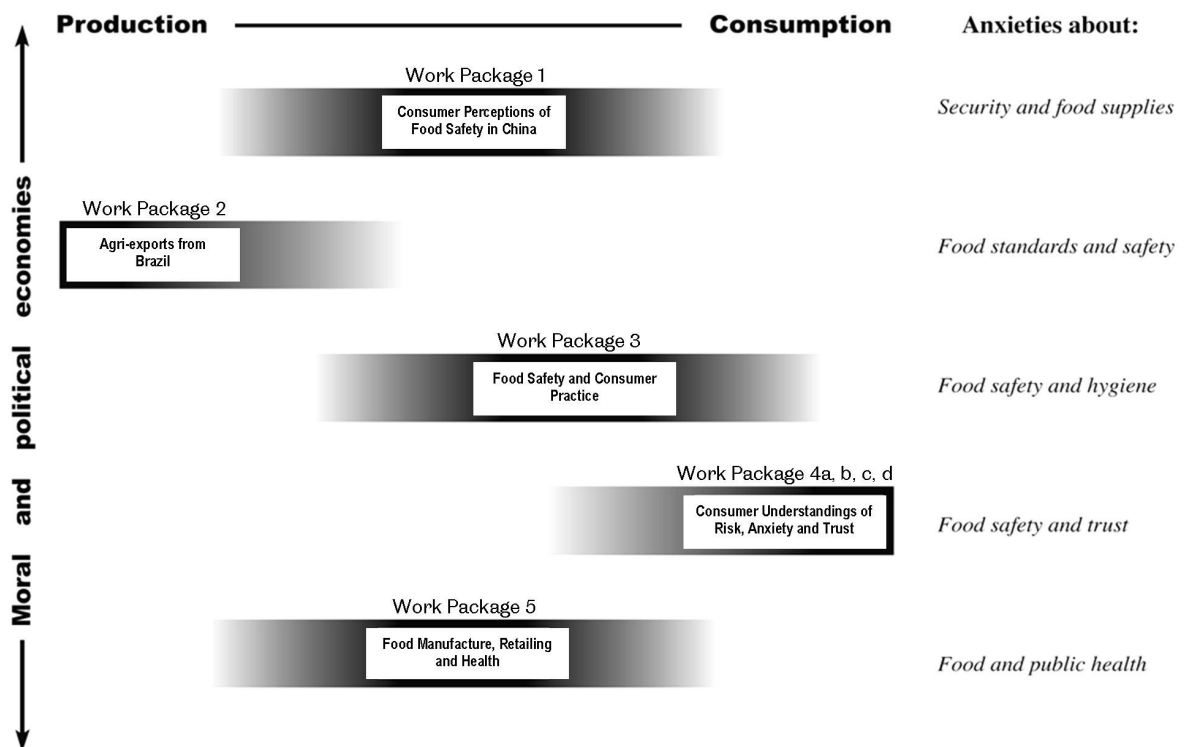 Production
Consumption
Anxieties about:
Work Package 1
Consumer Perceptions of
Food Safety in China
Security and food supplies
Work Package 2
Agri-exports from
Brazil
Food standards and safety
Work Package 3
Food Safety and Consumer
Practice
Food safety and hygiene
Work Package 4a, b, c, d
Consumer Understandings of
Risk, Anxiety and Trust
Food safety and trust
Work Package 5
Food Manufacture, Retailing
and Health
Food and public health
Moral and political economies